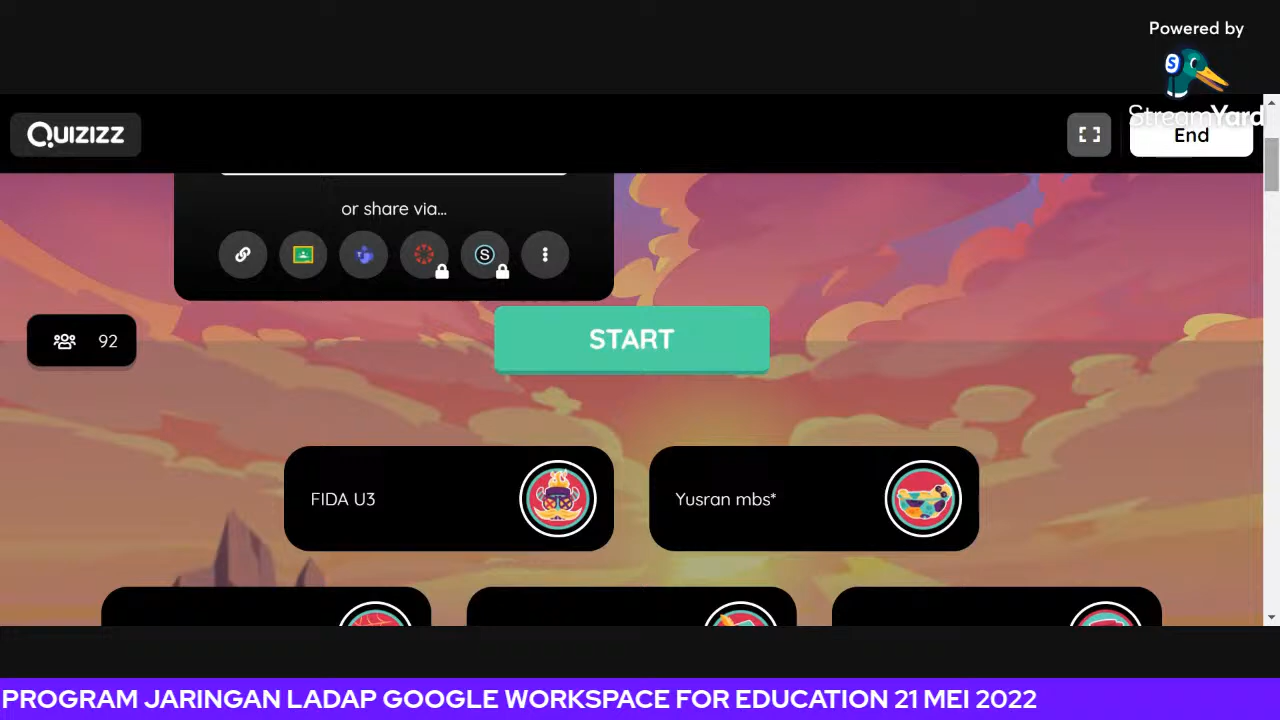 Powered by
S
StreamYard
QUIZIZZ
End
or share via...
S
START
92
FIDA U3
Yusran mbs*
PROGRAM JARINGAN LADAP GOOGLE WORKSPACE FOR EDUCATION 21 MEI 2022